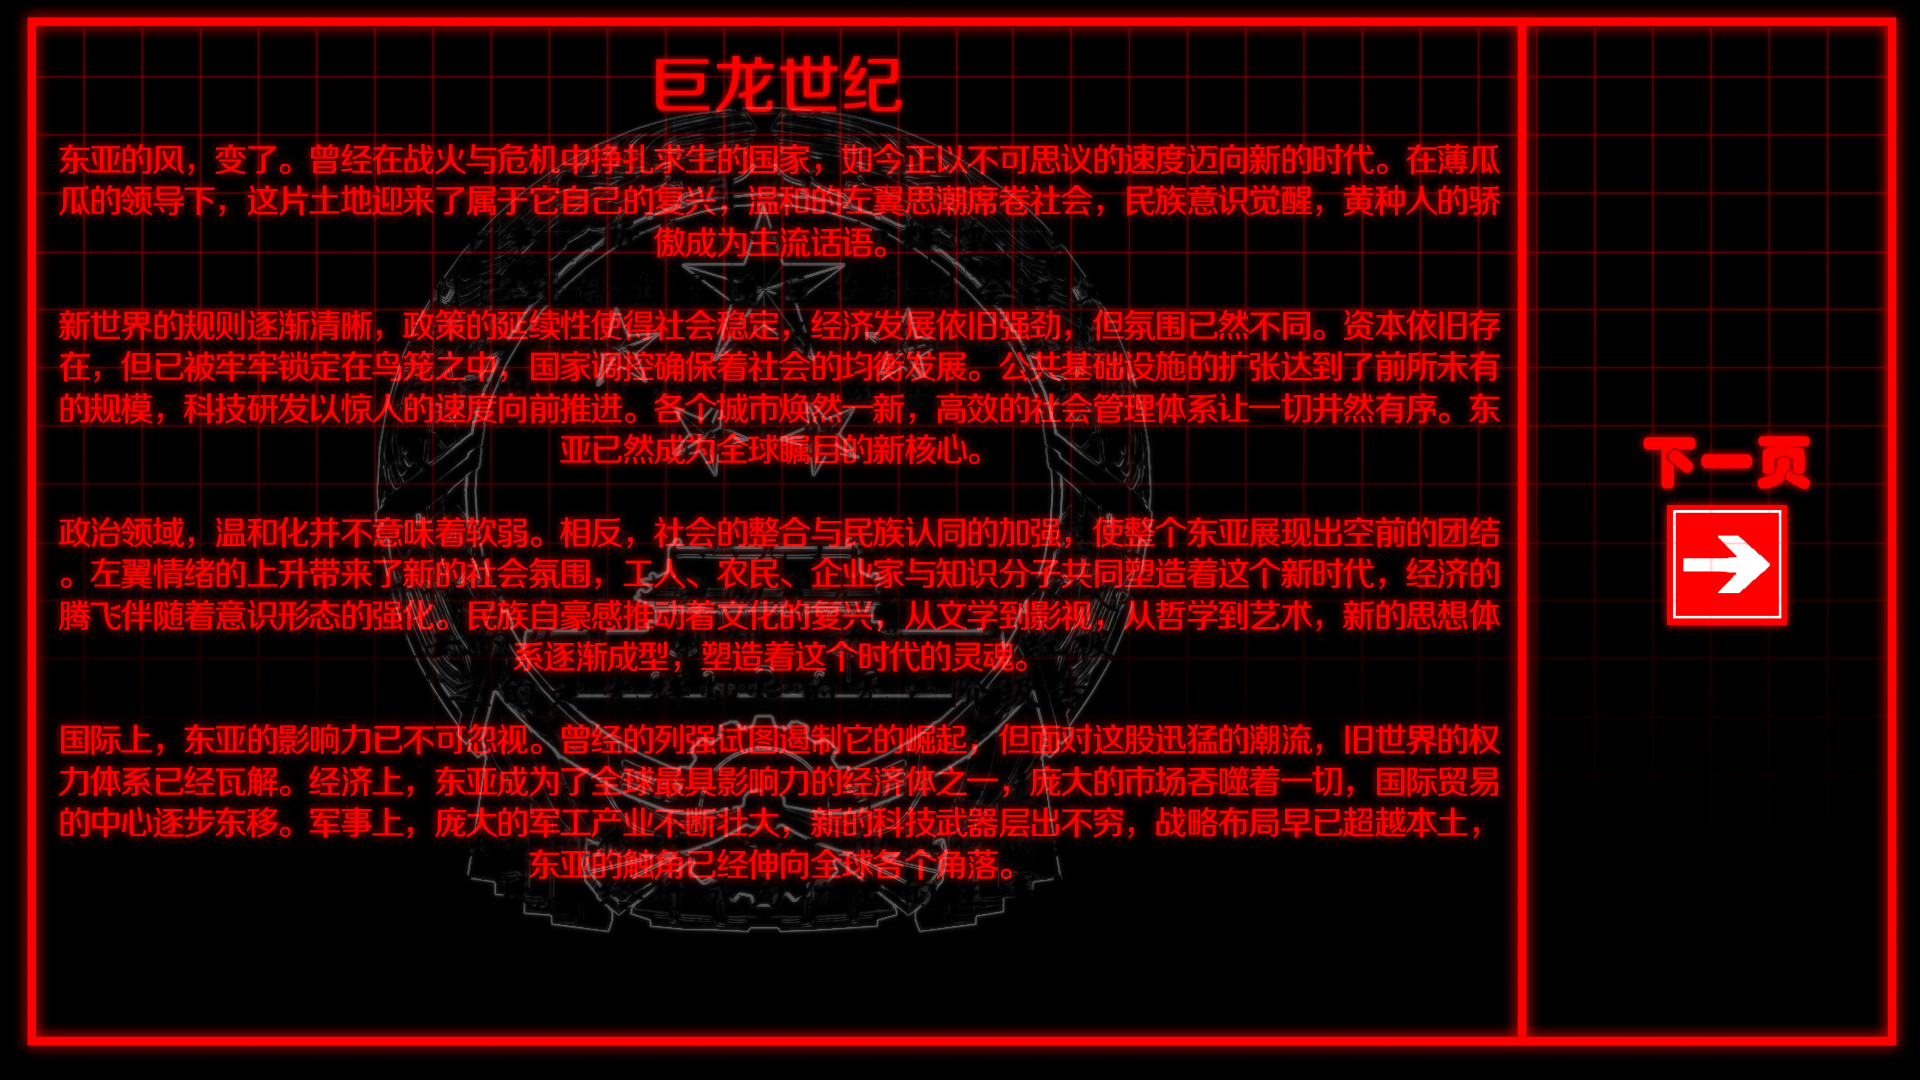 巨龙世纪
东亚的风，变了。曾经在战火与危机中挣扎求生的国家，如今正以不可思议的速度迈向新的时代。在薄瓜
瓜的领导下，这片土地迎来了属于它自己的复兴，温和的左翼思潮席卷社会，民族意识觉醒，黄种人的骄
傲成为主流话语。
新世界的规则逐渐清晰，政策的延续性使得社会稳定，经济发展依旧强劲，但氛围已然不同。资本依旧存
在，但已被牢牢锁定在鸟笼之中，国家调控确保着社会的均衡发展。公共基础设施的扩张达到了前所未有
的规模，科技研发以惊人的速度向前推进。各个城市焕然一新，高效的社会管理体系让一切井然有序。东
亚已然成为全球瞩目的新核心。
政治领域，温和化并不意味着软弱。相反，社会的整合与民族认同的加强，使整个东亚展现出空前的团结
。左翼情绪的上升带来了新的社会氛围，工人、农民、企业家与知识分子共同塑造着这个新时代，经济的
腾飞伴随着意识形态的强化。民族自豪感推动着文化的复兴，从文学到影视，从哲学到艺术，新的思想体
系逐渐成型，塑造着这个时代的灵魂。
国际上，东亚的影响力已不可忽视。曾经的列强试图遏制它的崛起，但面对这股迅猛的潮流，旧世界的权
力体系已经瓦解。经济上，东亚成为了全球最具影响力的经济体之一，庞大的市场吞噬着一切，国际贸易
的中心逐步东移。军事上，庞大的军工产业不断壮大，新的科技武器层出不穷，战略布局早已超越本土，
东亚的触角已经伸向全球各个角落。
下一页